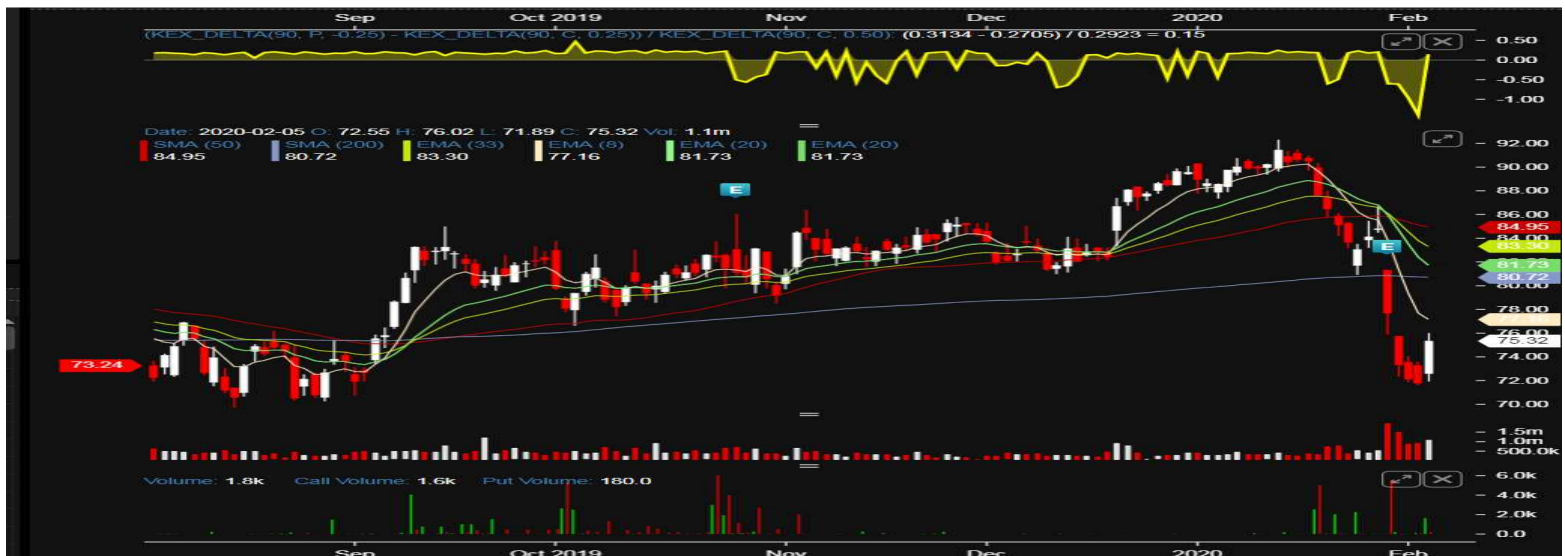 Sep Oct 2019 Nov Dec 2020 Feb
(KEX_DELTA(90, P, -0.25) - KEX_DELTA(90, C, 0.25)) / KEX_DELTA(90, C, 0.50): (0.3134 - 0.2705) / 0.2923 = 0.15
0.50
0.00
-0.50
-1.00
Date: 2020-02-05 O: 72.55 H: 76.02 L: 71.89 C: 75.32 Vol: 1.1m
SMA (50) SMA (200) EMA (33) EMA (8) EMA (20) EMA (20)
84.95 80.72 83.30 77.16 81.73 81.73
92.00
90.00
88.00
E
86.00
84.95
84.00
83.30
E
81.73
80.72
80.00
78.00
77.16
76.00
75.32
73.24
74.00
72.00
70.00
1.5m
1.0m
500.0k
Volume: 1.8k Call Volume: 1.6k Put Volume: 180.0
6.0k
4.0k
2.0k
0.0
Sep Oct 2019 Nov Dec 2020 Feb